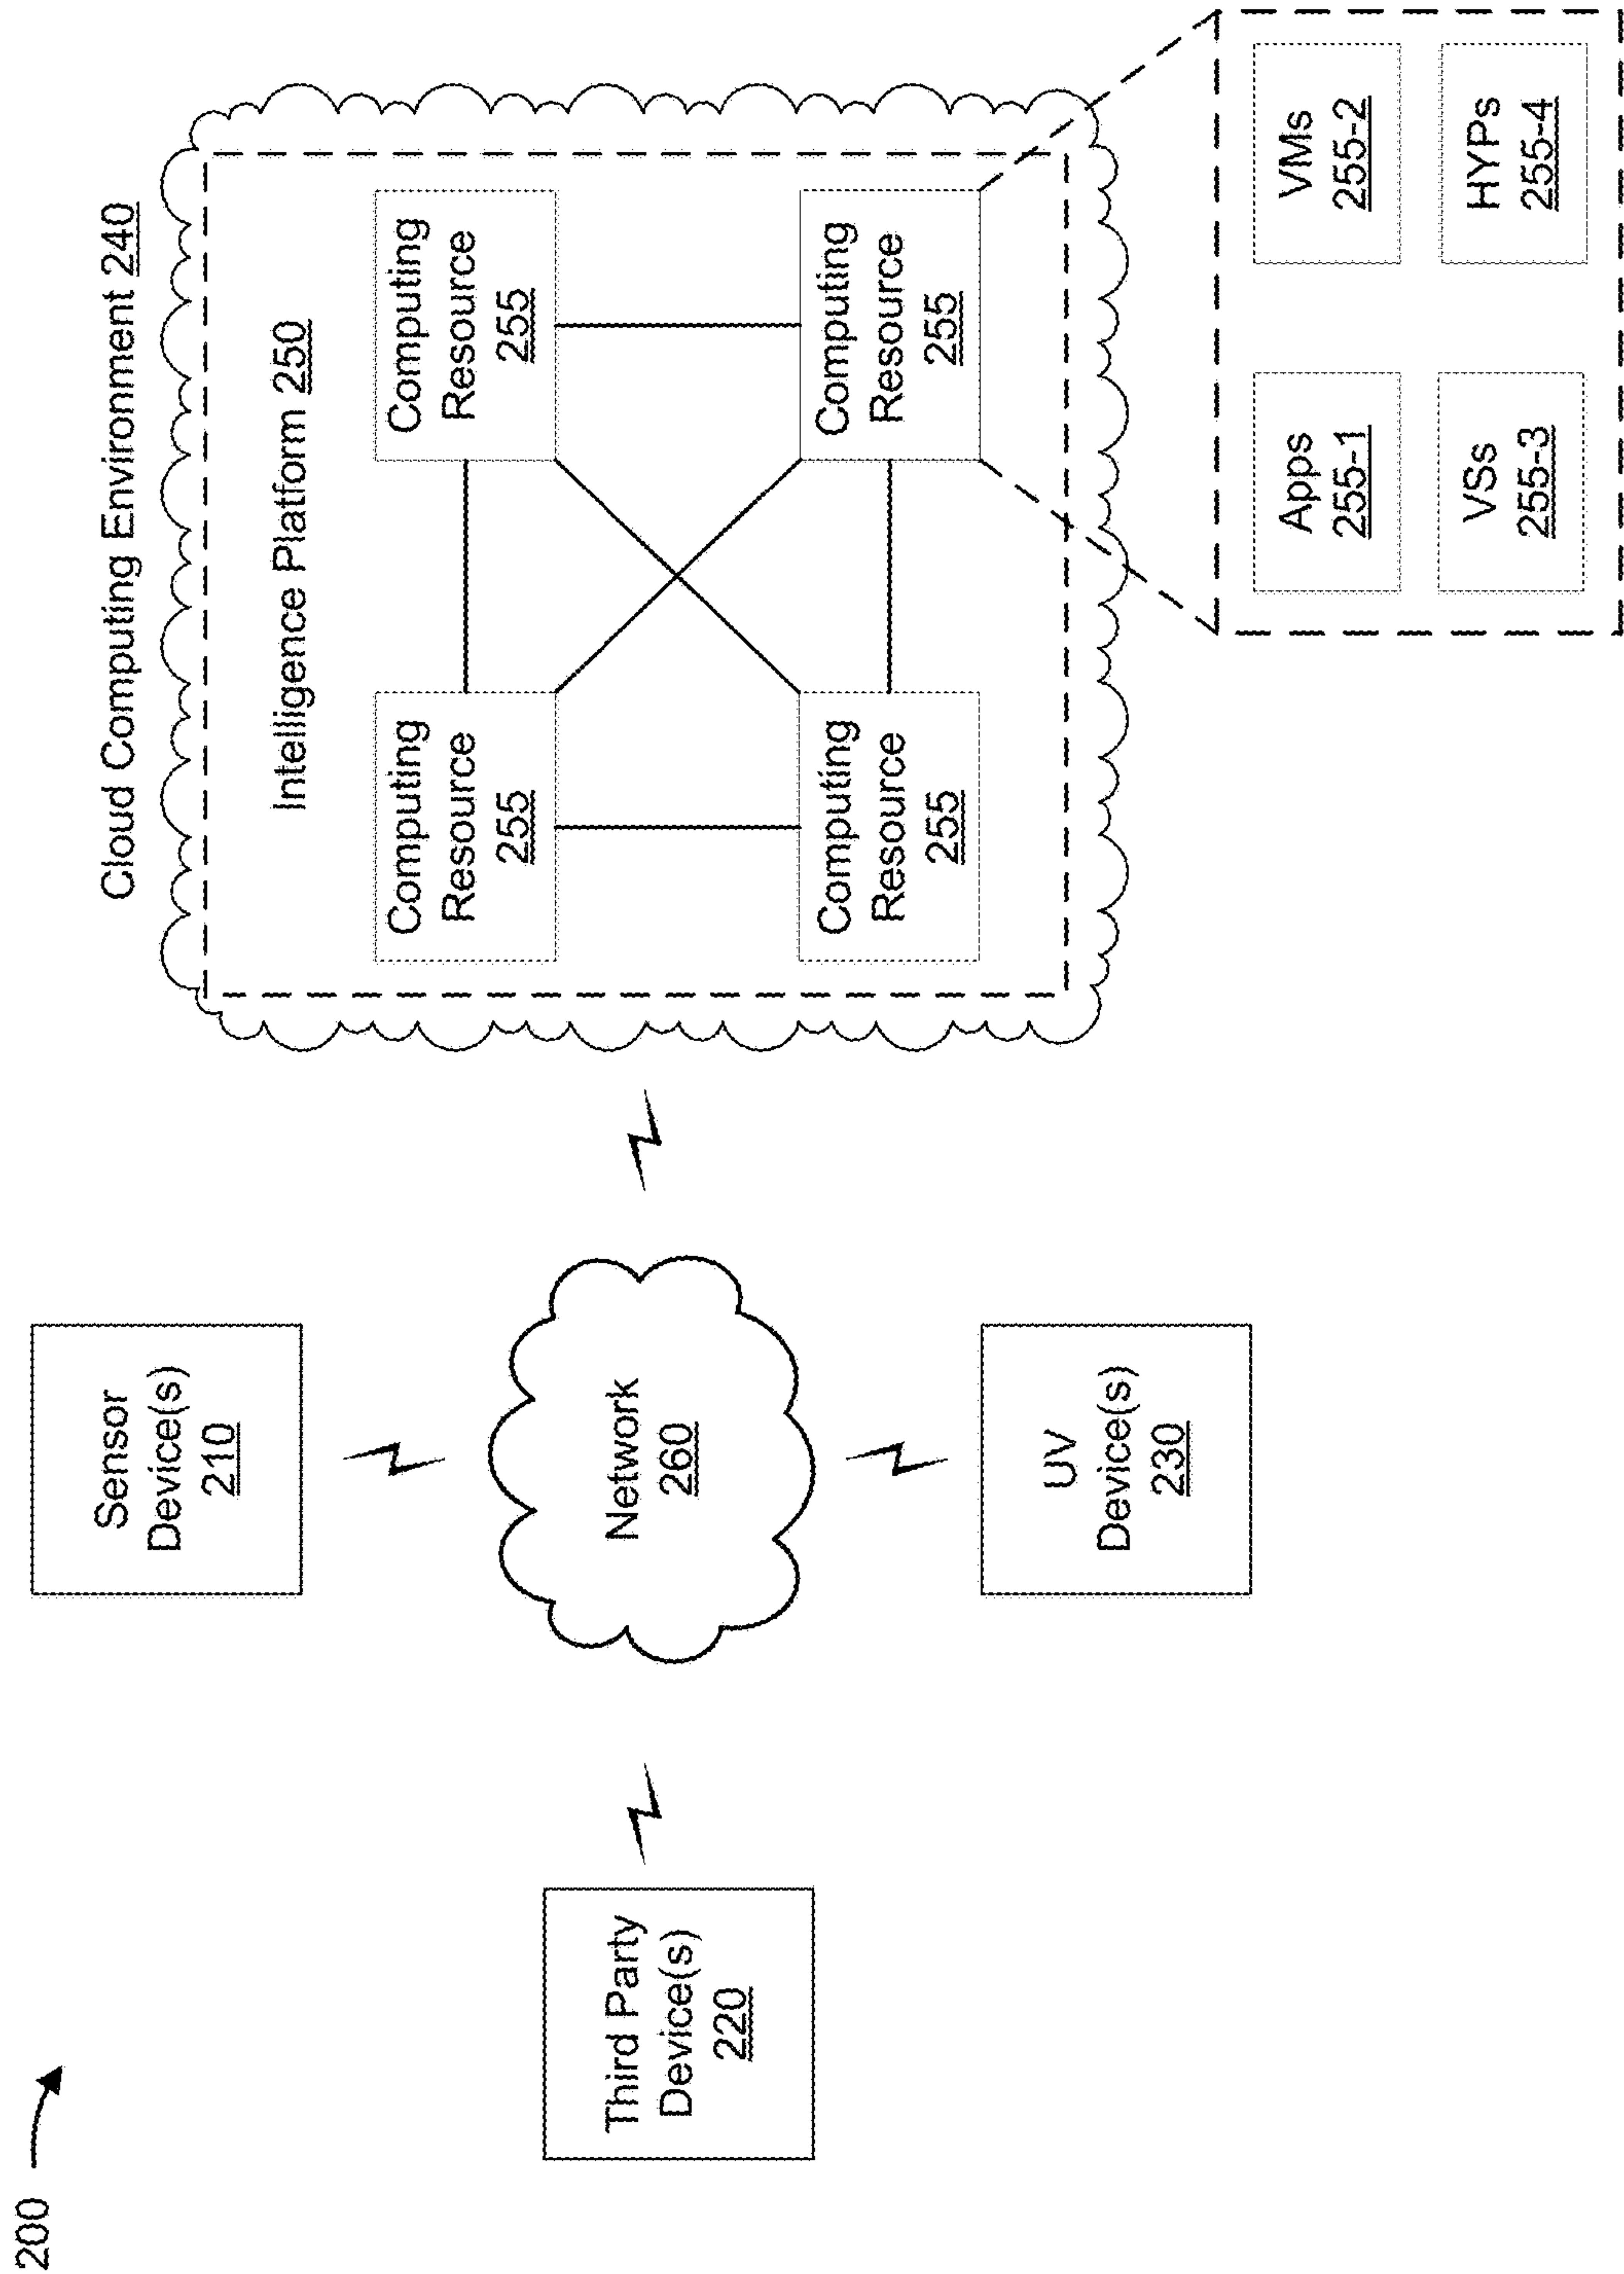 200
Sensor
Device(s)
210
Third Party
Device(s)
220
Network
260
UV
Device(s)
230
Cloud Computing Environment 240
Intelligence Platform 250
Computing
Resource
255
Computing
Resource
255
Computing
Resource
255
Computing
Resource
255
Apps
255-1
VMs
255-2
VSs
255-3
HYPs
255-4